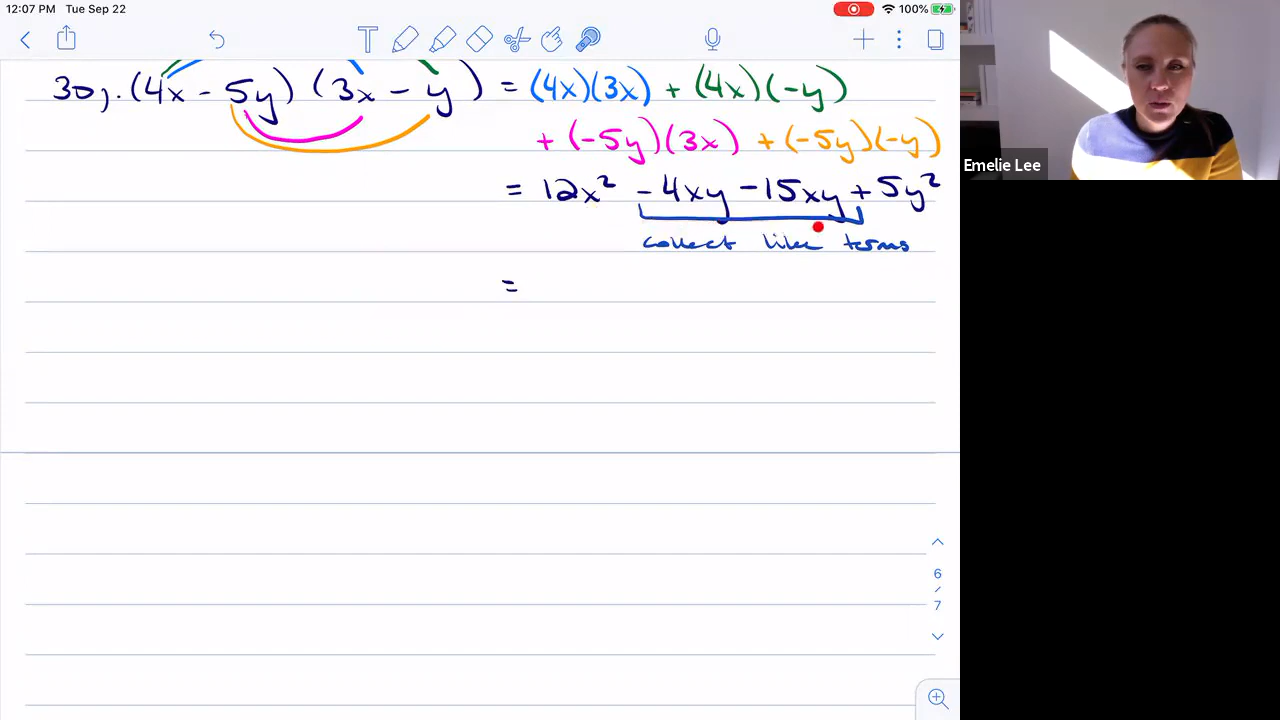 12:07 PM Tue Sep 22
100%
30j. (4x - 5y) (3x - y) = (4x)(3x) + (4x)(-y)
+ (-5y)(3x) + (-5y)(-y)
= 12x² - 4xy - 15xy + 5y²
collect like terms
=
Emelie Lee
6
7